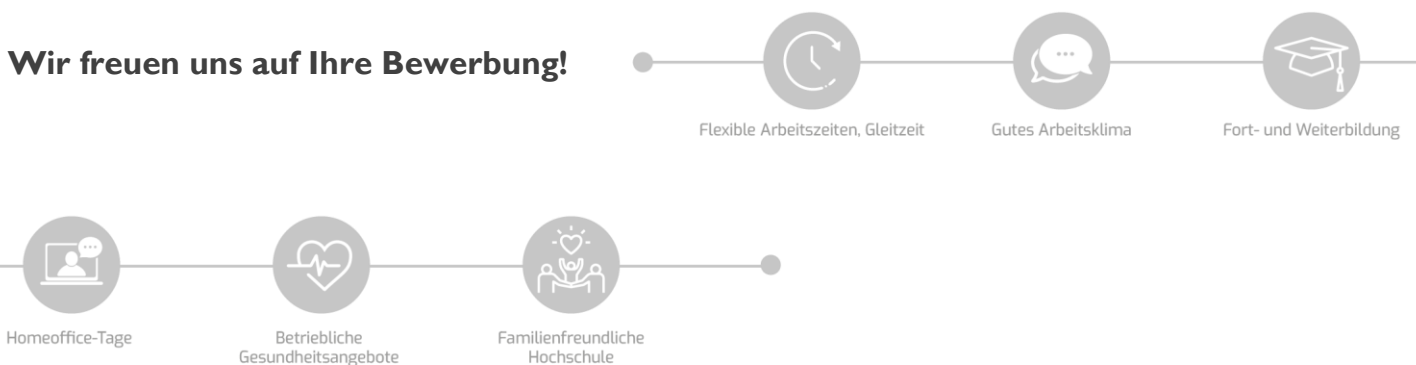 Wir freuen uns auf Ihre Bewerbung!
Flexible Arbeitszeiten, Gleitzeit
Gutes Arbeitsklima
Fort- und Weiterbildung
Homeoffice-Tage
Betriebliche
Gesundheitsangebote
Familienfreundliche
Hochschule